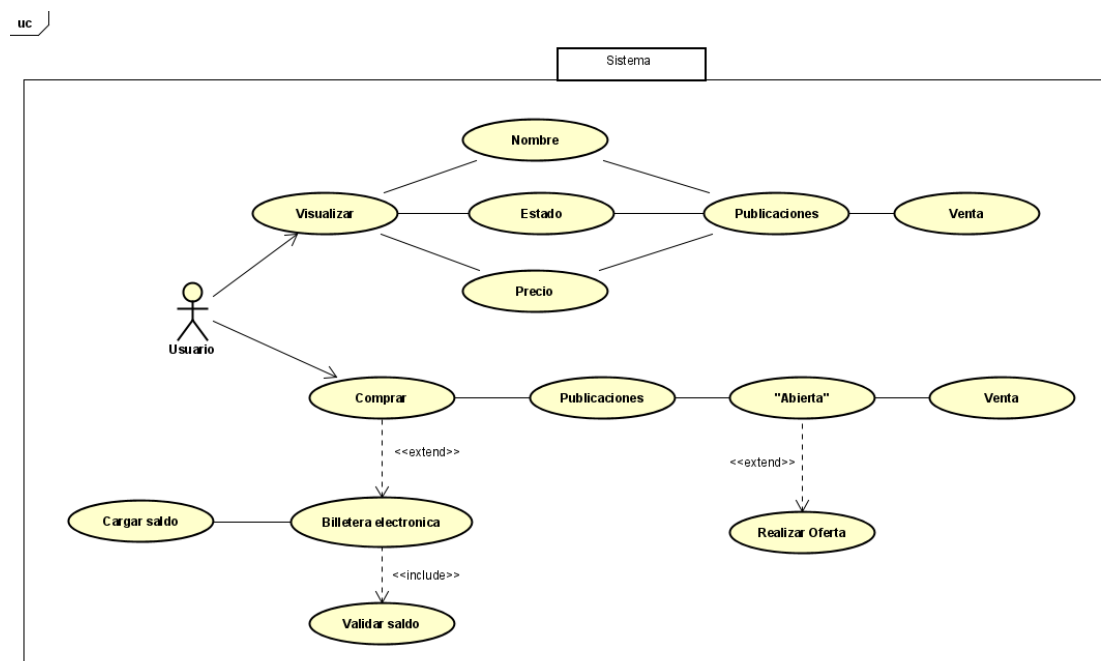 uc
Sistema
Nombre
Visualizar
Estado
Publicaciones
Venta
Precio
Usuario
Comprar
Publicaciones
"Abierta"
Venta
<<extend>>
<<extend>>
Cargar saldo
Billetera electronica
Realizar Oferta
<<include>>
Validar saldo